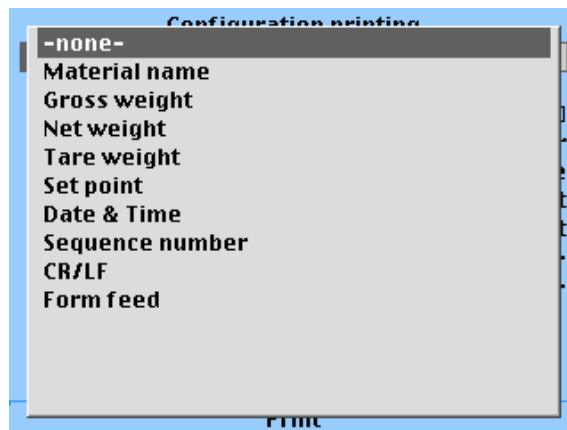 Configuration printing
-none-
Material name
Gross weight
Net weight
Tare weight
Set point
Date & Time
Sequence number
CR/LF
Form feed
Print